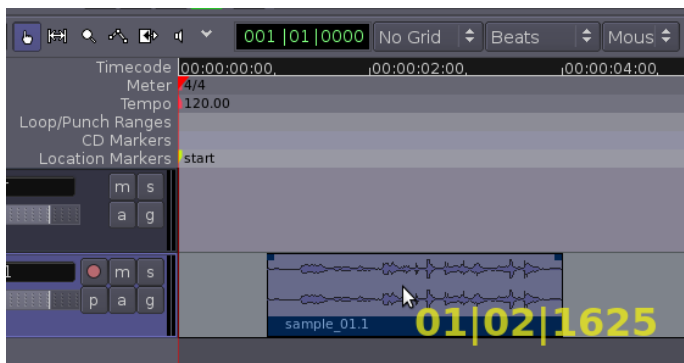 001 |01|0000 No Grid Beats Mous
Timecode 00:00:00:00 00:00:02:00 00:00:04:00
Meter 4/4
Tempo 120.00
Loop/Punch Ranges
CD Markers
Location Markers start
m s
a g
1 m s
p a g
sample_01.1
01|02|1625